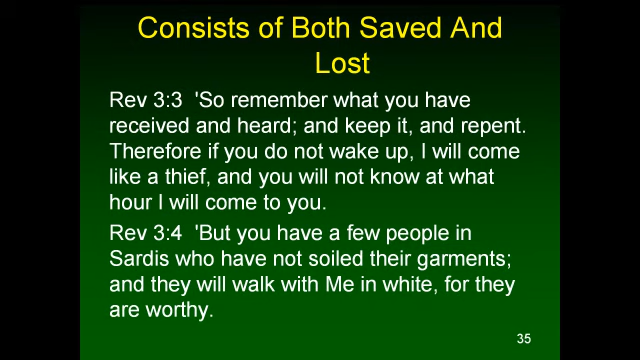 Consists of Both Saved And
Lost
Rev 3:3  'So remember what you have
received and heard; and keep it, and repent.
Therefore if you do not wake up, I will come
like a thief, and you will not know at what
hour I will come to you.
Rev 3:4  'But you have a few people in
Sardis who have not soiled their garments;
and they will walk with Me in white, for they
are worthy.
35